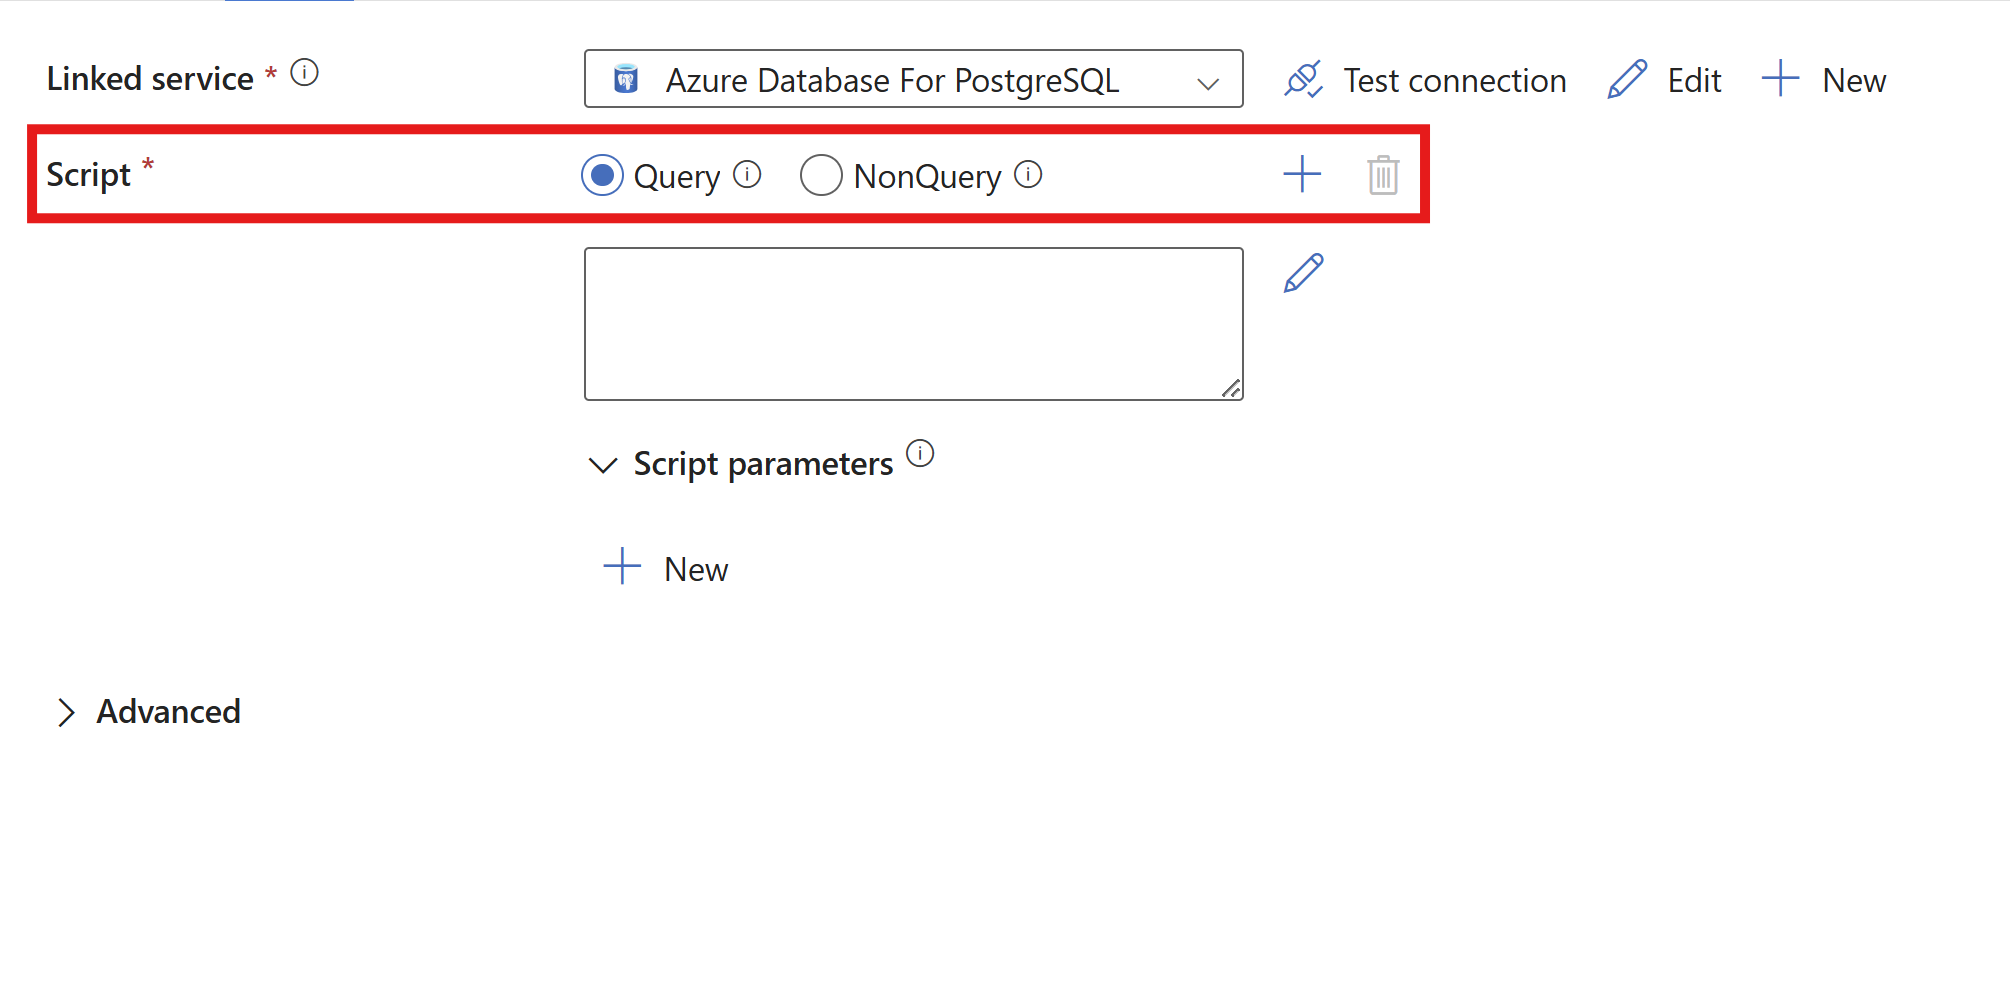 Linked service * Azure Database For PostgreSQL Test connection Edit New
Script * Query NonQuery
Script parameters
New
Advanced